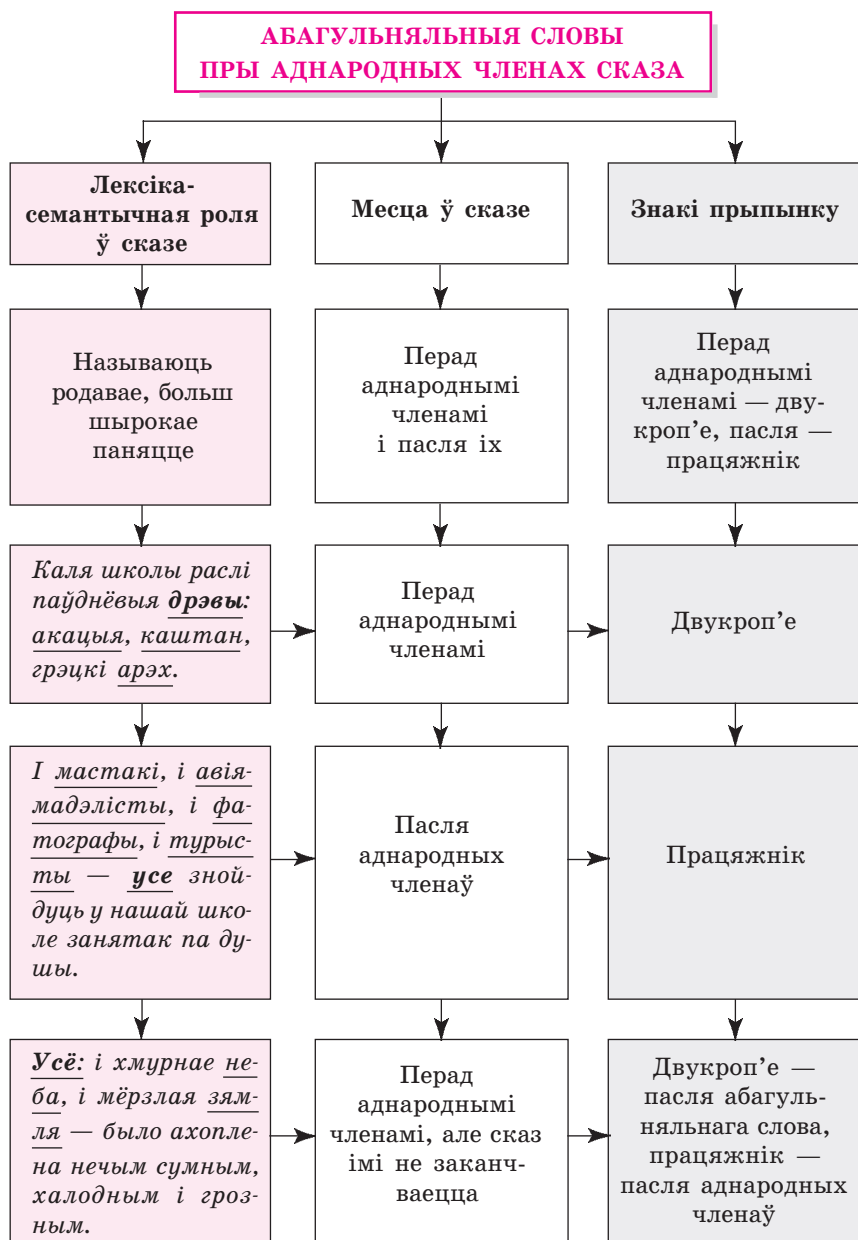 АБАГУЛЬНЯЛЬНЫЯ СЛОВЫ
ПРЫ АДНАРОДНЫХ ЧЛЕНАХ СКАЗА
Лексіка-
семантычная роля
ў сказе
Месца ў сказе
Знакі прыпынку
Называюць
родавае, больш
шырокае
паняцце
Перад
аднароднымі
членамі
і пасля іх
Перад
аднароднымі
членамі — дву-
кроп’е, пасля —
працяжнік
Каля школы раслі
паўднёвыя дрэвы:
акацыя, каштан,
грэцкі арэх.
Перад
аднароднымі
членамі
Двукроп’е
І мастакі, і авія-
мадэлісты, і фа-
тографы, і турыс-
ты — усе зной-
дуць у нашай шко-
ле занятак па ду-
шы.
Пасля
аднародных
членаў
Працяжнік
Усё: і хмурнае не-
ба, і мёрзлая зям-
ля — было ахопле-
на нечым сумным,
халодным і гроз-
ным.
Перад
аднароднымі
членамі, але сказ
імі не заканч-
ваецца
Двукроп’е —
пасля абагуль-
няльнага слова,
працяжнік —
пасля аднародных
членаў